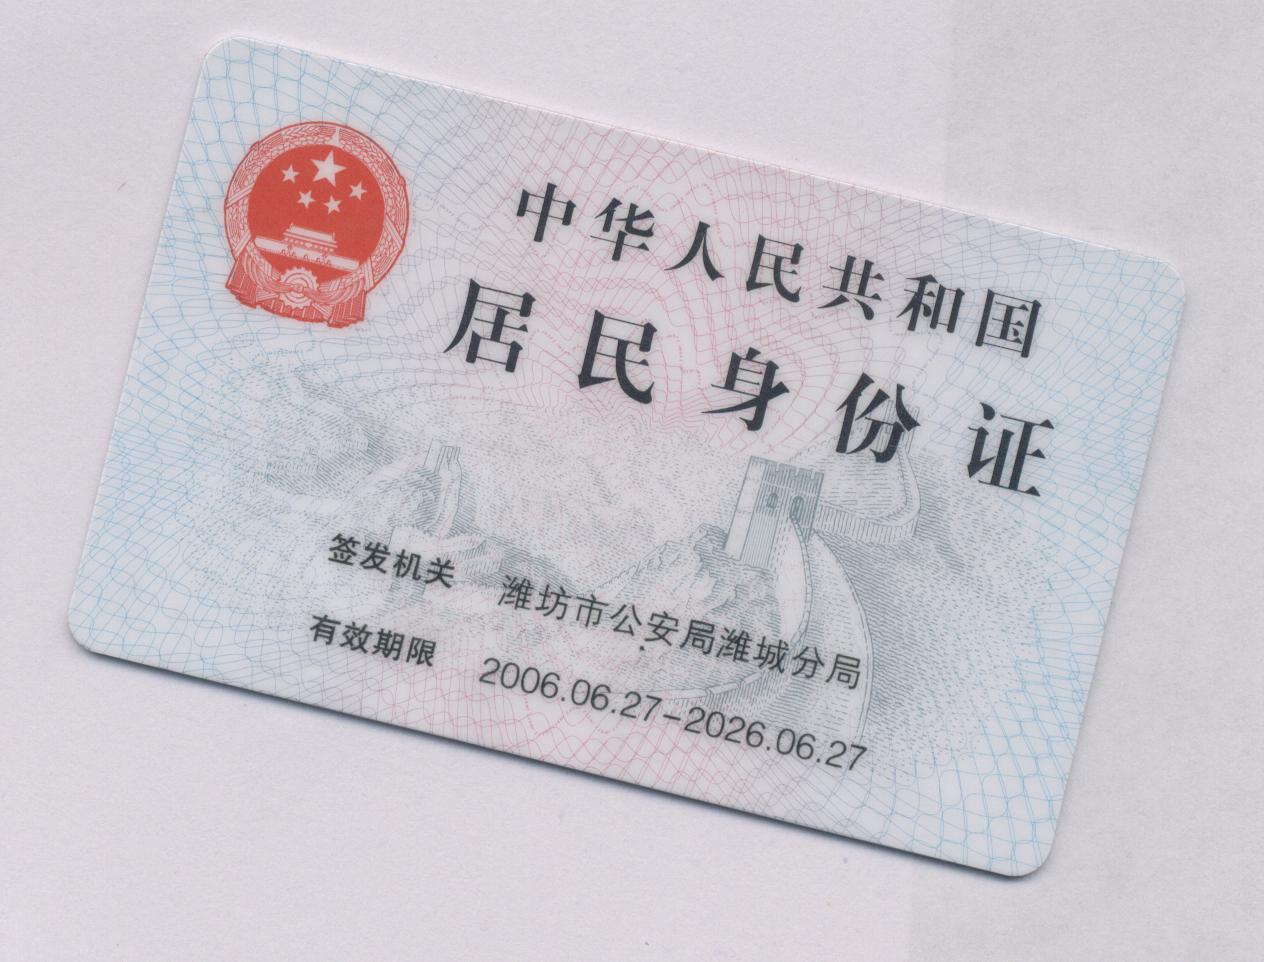 中华人民共和国
居民身份证
签发机关 潍坊市公安局潍城分局
有效期限 2006.06.27-2026.06.27